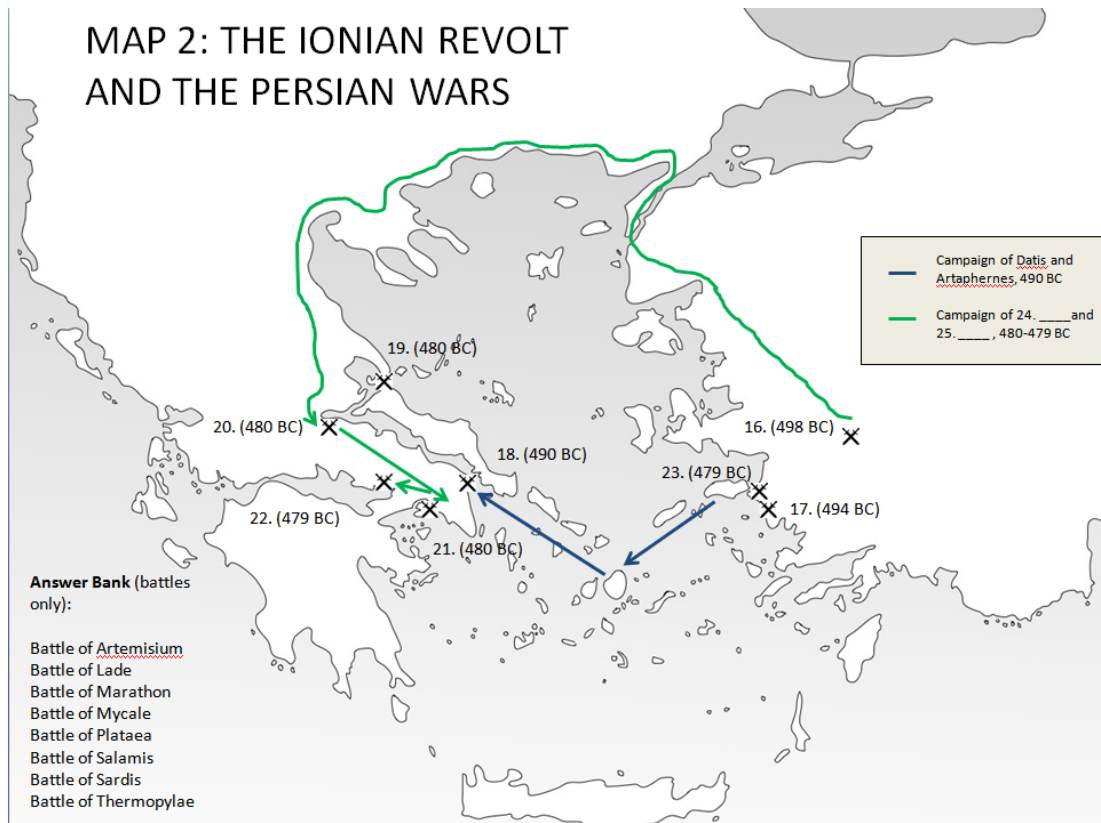 MAP 2: THE IONIAN REVOLT
AND THE PERSIAN WARS
Campaign of Datis and
Artaphernes, 490 BC
Campaign of 24. ____ and
25. ____ , 480-479 BC
19. (480 BC)
20. (480 BC)
16. (498 BC)
18. (490 BC)
23. (479 BC)
22. (479 BC)
17. (494 BC)
21. (480 BC)
Answer Bank (battles
only):
Battle of Artemisium
Battle of Lade
Battle of Marathon
Battle of Mycale
Battle of Plataea
Battle of Salamis
Battle of Sardis
Battle of Thermopylae